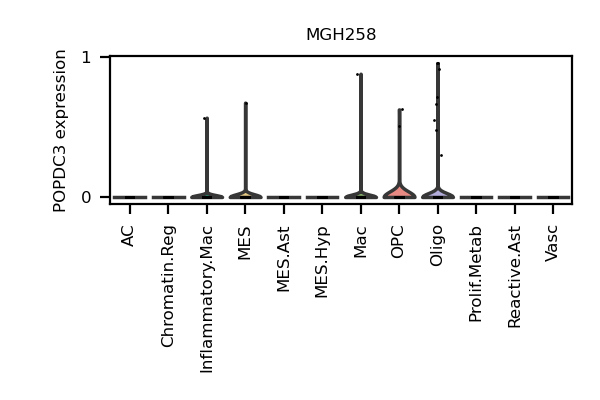 MGH258
POPDC3 expression
1
0
AC
Chromatin.Reg
Inflammatory.Mac
MES
MES.Ast
MES.Hyp
Mac
OPC
Oligo
Prolif.Metab
Reactive.Ast
Vasc